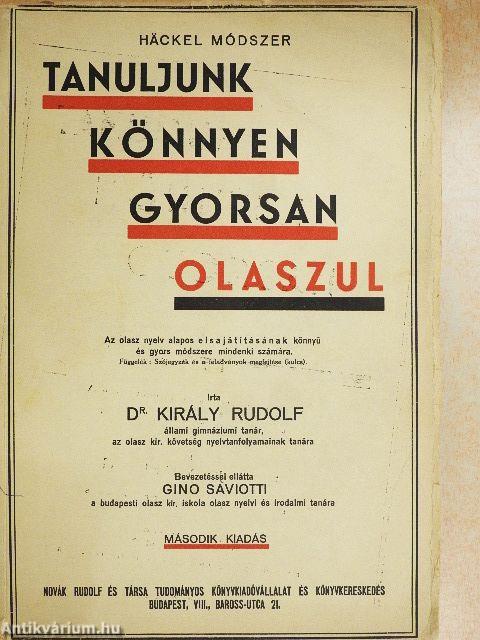 HÄCKEL MÓDSZER
TANULJUNK
KÖNNYEN
GYORSAN
OLASZUL
Az olasz nyelv alapos elsajátításának könnyű
és gyors módszere mindenki számára.
Függelék: Szójegyzék és a feladványok megfejtése (kulcs).
Irta
DR. KIRÁLY RUDOLF
állami gimnáziumi tanár,
az olasz kir. követség nyelvtanfolyamainak tanára
Bevezetéssel ellátta
GINO SAVIOTTI
a budapesti olasz kir. iskola olasz nyelvi és irodalmi tanára
MÁSODIK KIADÁS
NOVÁK RUDOLF ÉS TÁRSA TUDOMÁNYOS KÖNYVKIADÓVÁLLALAT ÉS KÖNYVKERESKEDÉS
BUDAPEST, VIII., BAROSS-UTCA 21.
Antikvárium.hu